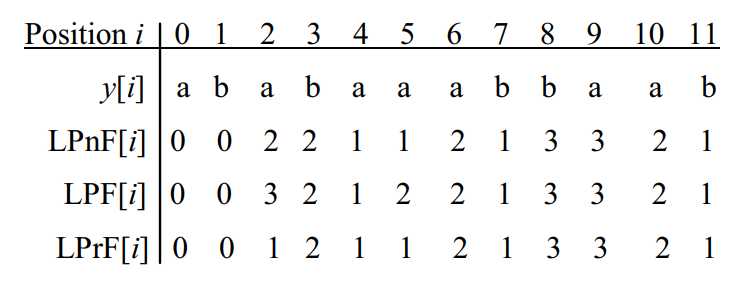 Position i 0 1 2 3 4 5 6 7 8 9 10 11
y[i] a b a b a a a b b a a b
LPnF[i] 0 0 2 2 1 1 2 1 3 3 2 1
LPF[i] 0 0 3 2 1 2 2 1 3 3 2 1
LPrF[i] 0 0 1 2 1 1 2 1 3 3 2 1